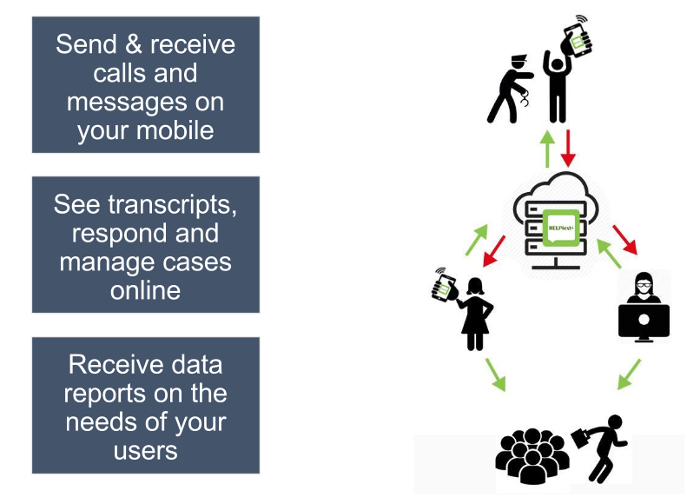 Send & receive
calls and
messages on
your mobile
See transcripts,
respond and
manage cases
online
Receive data
reports on the
needs of your
users